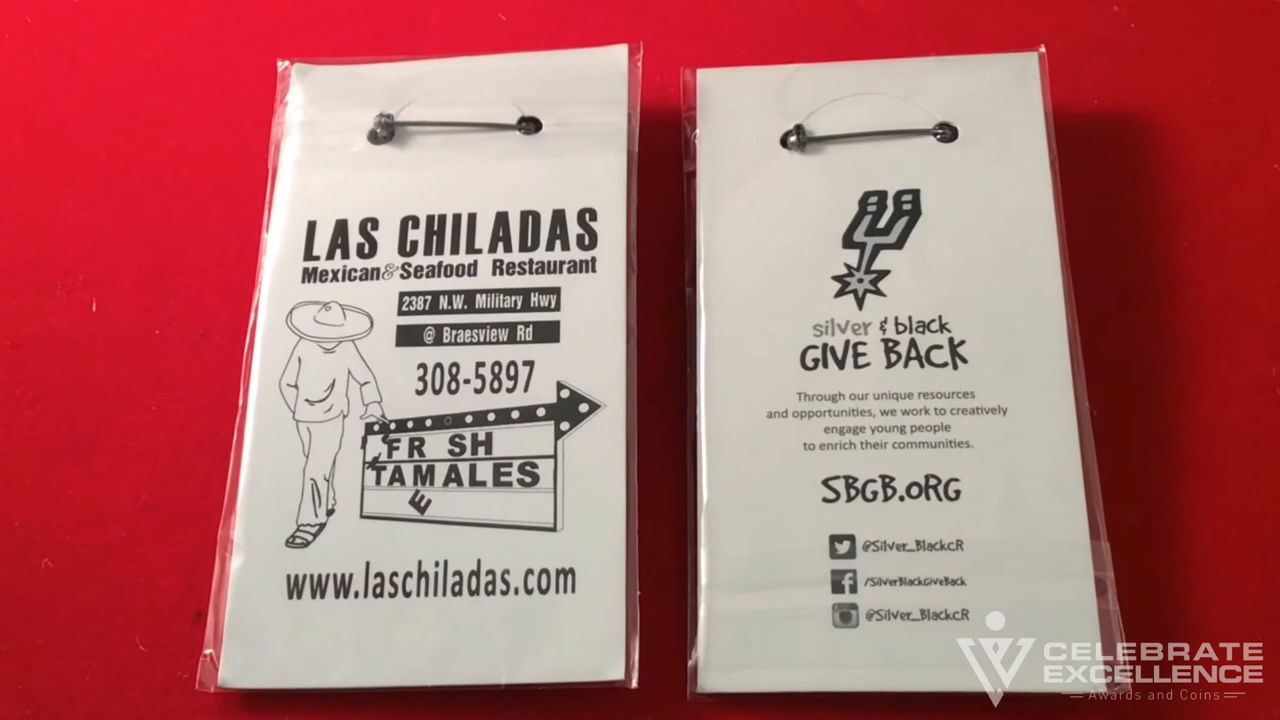 LAS CHILADAS
Mexican & Seafood Restaurant
2387 N.W. Military Hwy
@ Braesview Rd
308-5897
FR SH
TAMALES
E
www.laschiladas.com
silver & black
GIVE BACK
Through our unique resources
and opportunities, we work to creatively
engage young people
to enrich their communities.
SBGB.ORG
@Silver_BlackCR
/SilverBlackGiveBack
@Silver_BlackCR
CELEBRATE
EXCELLENCE
Awards and Coins